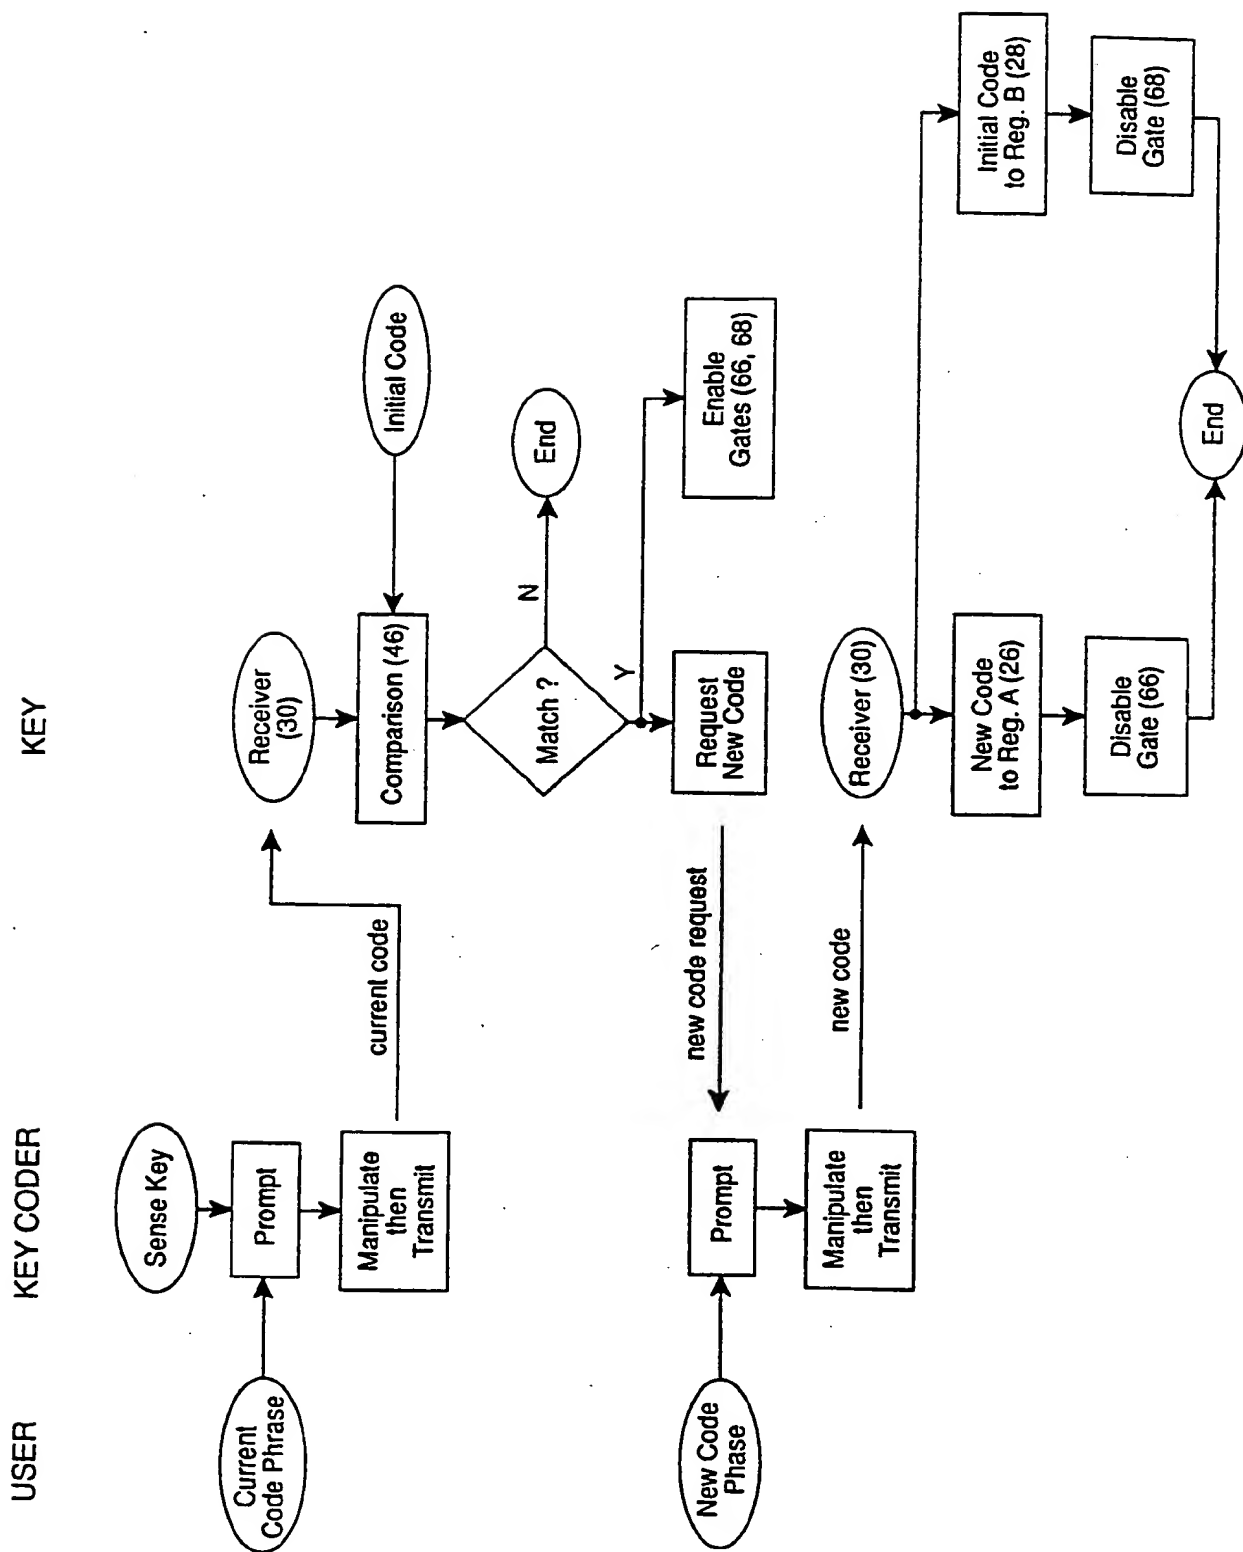 USER
KEY CODER
KEY
Sense Key
Current
Code Phrase
Prompt
Manipulate
then
Transmit
current code
Receiver
(30)
Initial Code
Comparison (46)
Match ?
N
End
Y
Request
New Code
Enable
Gates (66, 68)
new code request
New Code
Phase
Prompt
Manipulate
then
Transmit
new code
Receiver (30)
New Code
to Reg. A (26)
Initial Code
to Reg. B (28)
Disable
Gate (66)
Disable
Gate (68)
End